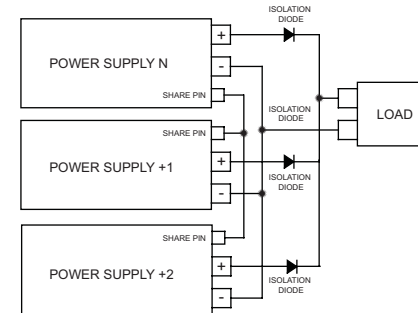 ISOLATION
DIODE
+
POWER SUPPLY N
-
SHARE PIN
ISOLATION
DIODE
LOAD
SHARE PIN
POWER SUPPLY +1
+
ISOLATION
DIODE
-
SHARE PIN
POWER SUPPLY +2
+
ISOLATION
DIODE
-